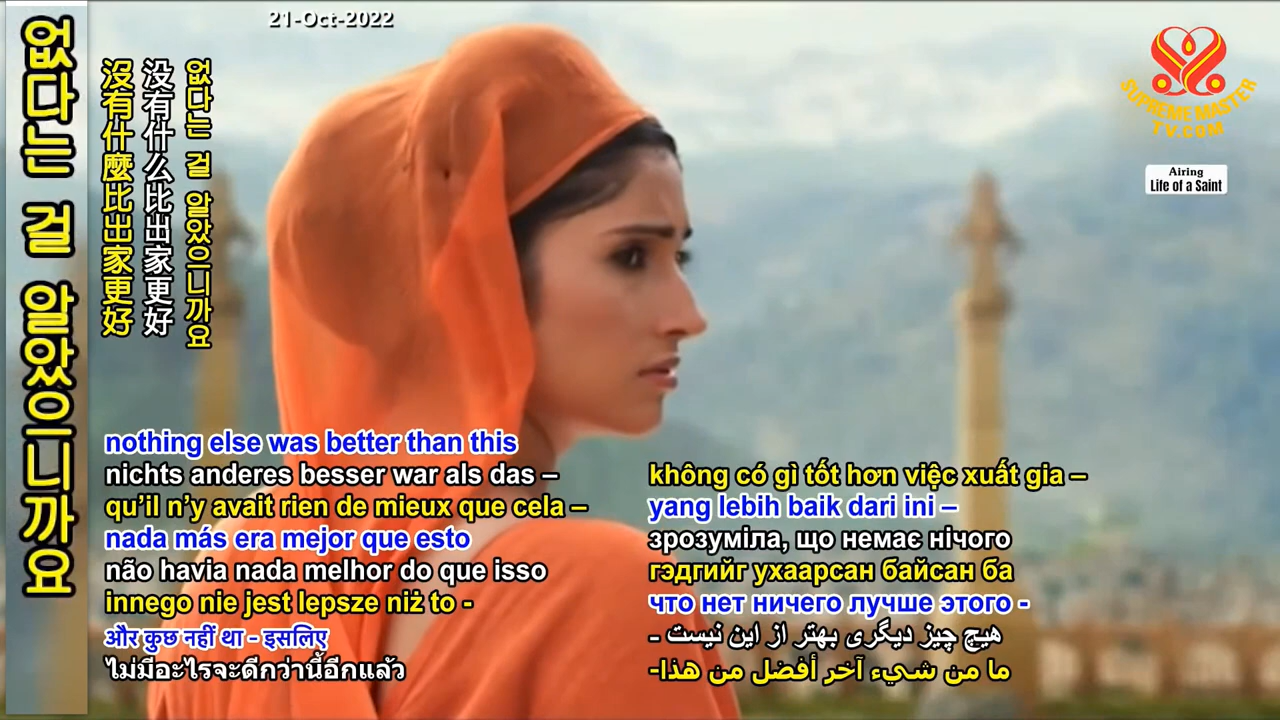 21-Oct-2022
없다는 걸 알았으니까요
沒有什麼比出家更好
没有什么比出家更好
없다는 걸 알았으니까요
SUPREME MASTER
TV.COM
Airing
Life of a Saint
nothing else was better than this
nichts anderes besser war als das –
qu’il n’y avait rien de mieux que cela –
nada más era mejor que esto
não havia nada melhor do que isso
innego nie jest lepsze niż to -
और कुछ नहीं था - इसलिए
ไม่มีอะไรจะดีกว่านี้อีกแล้ว
không có gì tốt hơn việc xuất gia –
yang lebih baik dari ini –
зрозуміла, що немає нічого
гэдгийг ухаарсан байсан ба
что нет ничего лучше этого -
هیچ چیز دیگری بهتر از این نیست -
ما من شيء آخر أفضل من هذا-